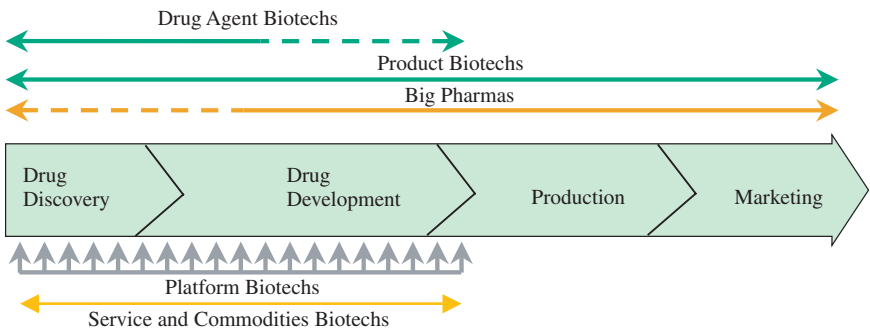 Drug Agent Biotechs
Product Biotechs
Big Pharmas
Drug
Discovery
Drug
Development
Production
Marketing
Platform Biotechs
Service and Commodities Biotechs